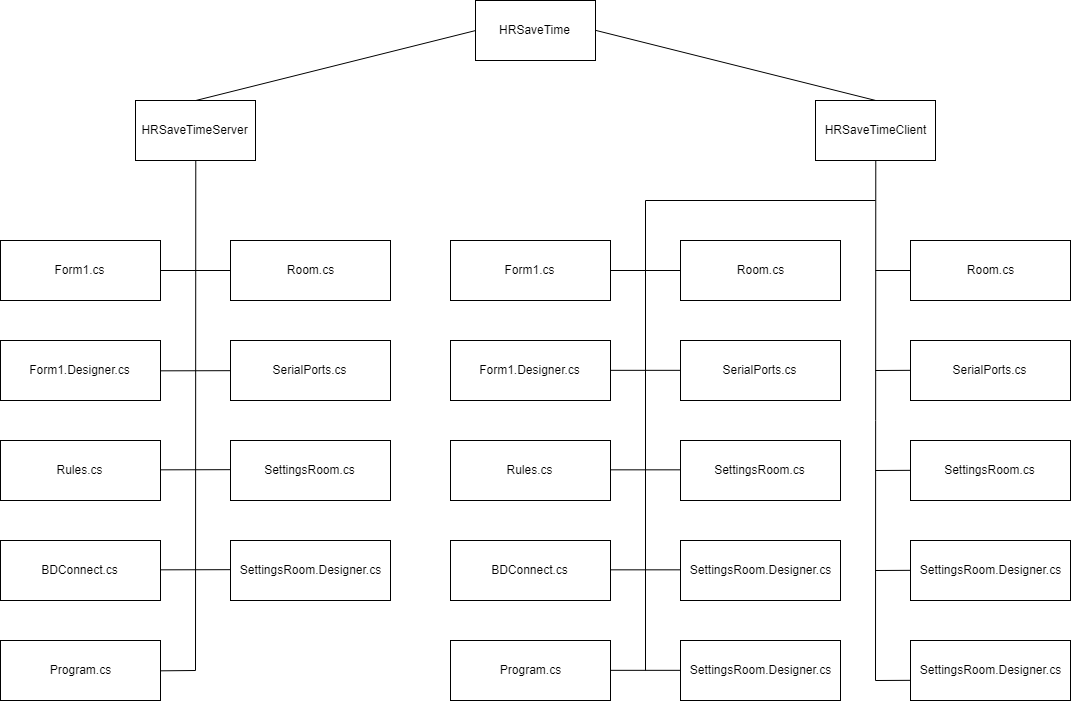 HRSaveTime
HRSaveTimeServer
HRSaveTimeClient
Form1.cs
Room.cs
Form1.cs
Room.cs
Room.cs
Form1.Designer.cs
SerialPorts.cs
Form1.Designer.cs
SerialPorts.cs
SerialPorts.cs
Rules.cs
SettingsRoom.cs
Rules.cs
SettingsRoom.cs
SettingsRoom.cs
BDConnect.cs
SettingsRoom.Designer.cs
BDConnect.cs
SettingsRoom.Designer.cs
SettingsRoom.Designer.cs
Program.cs
Program.cs
SettingsRoom.Designer.cs
SettingsRoom.Designer.cs